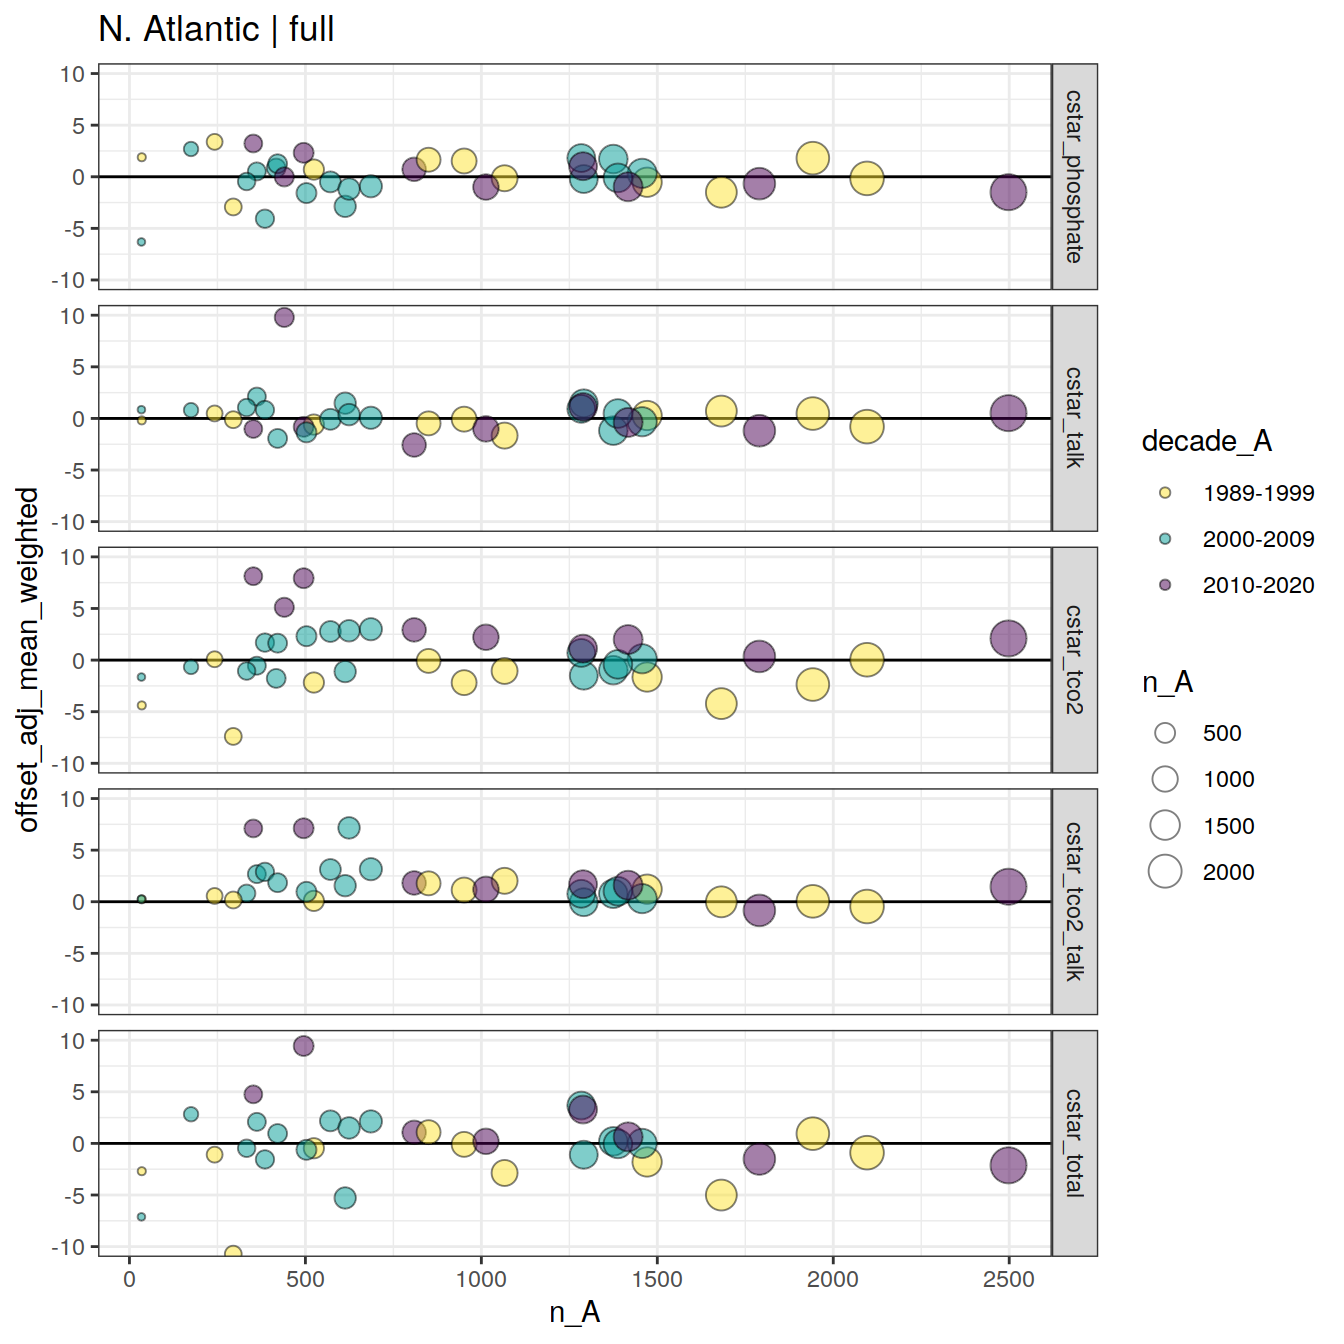 N. Atlantic | full
offset_adj_mean_weighted
10
5
0
-5
-10
cstar_phosphate
10
5
0
-5
-10
cstar_talk
10
5
0
-5
-10
cstar_tco2
10
5
0
-5
-10
cstar_tco2_talk
10
5
0
-5
-10
cstar_total
0 500 1000 1500 2000 2500
n_A
decade_A
1989-1999
2000-2009
2010-2020
n_A
500
1000
1500
2000